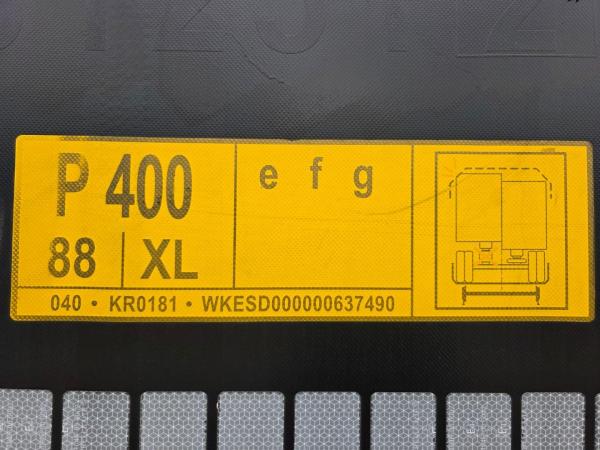 P 400
e f g
88 XL
040 • KR0181 • WKESD000000637490